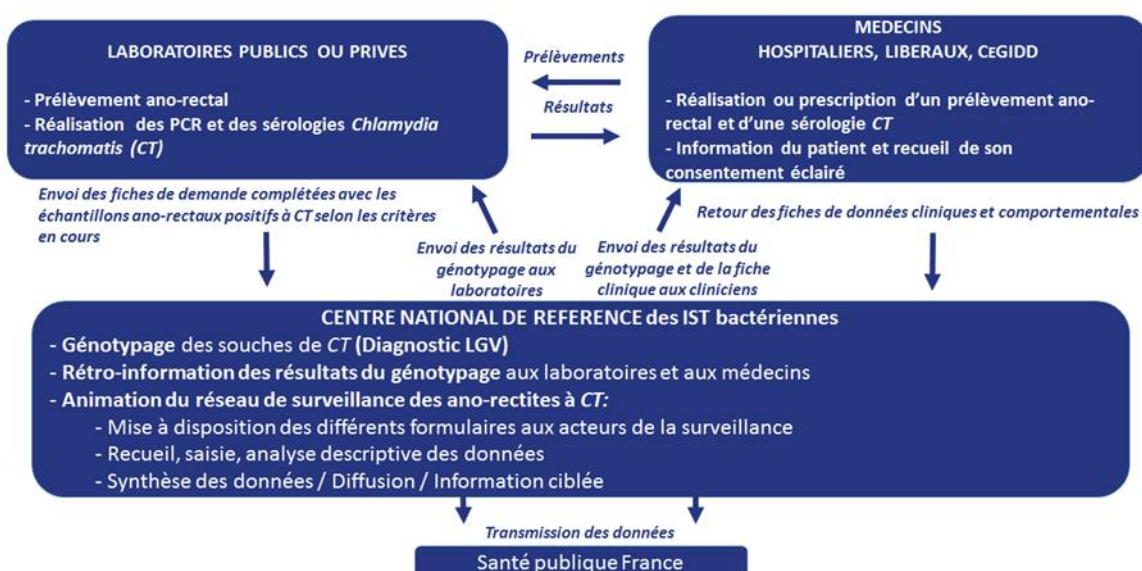 LABORATOIRES PUBLICS OU PRIVES
- Prélèvement ano-rectal
- Réalisation des PCR et des sérologies Chlamydia
trachomatis (CT)
Prélèvements
Résultats
MEDECINS
HOSPITALIERS, LIBERAUX, CEGIDD
- Réalisation ou prescription d’un prélèvement ano-
rectal et d’une sérologie CT
- Information du patient et recueil de son
consentement éclairé
Envoi des fiches de demande complétées avec les
échantillons ano-rectaux positifs à CT selon les critères
en cours
Envoi des résultats du
génotypage aux
laboratoires
Envoi des résultats du
génotypage et de la fiche
clinique aux cliniciens
Retour des fiches de données cliniques et comportementales
CENTRE NATIONAL DE REFERENCE des IST bactériennes
- Génotypage des souches de CT (Diagnostic LGV)
- Rétro-information des résultats du génotypage aux laboratoires et aux médecins
- Animation du réseau de surveillance des ano-rectites à CT:
- Mise à disposition des différents formulaires aux acteurs de la surveillance
- Recueil, saisie, analyse descriptive des données
- Synthèse des données / Diffusion / Information ciblée
Transmission des données
Santé publique France